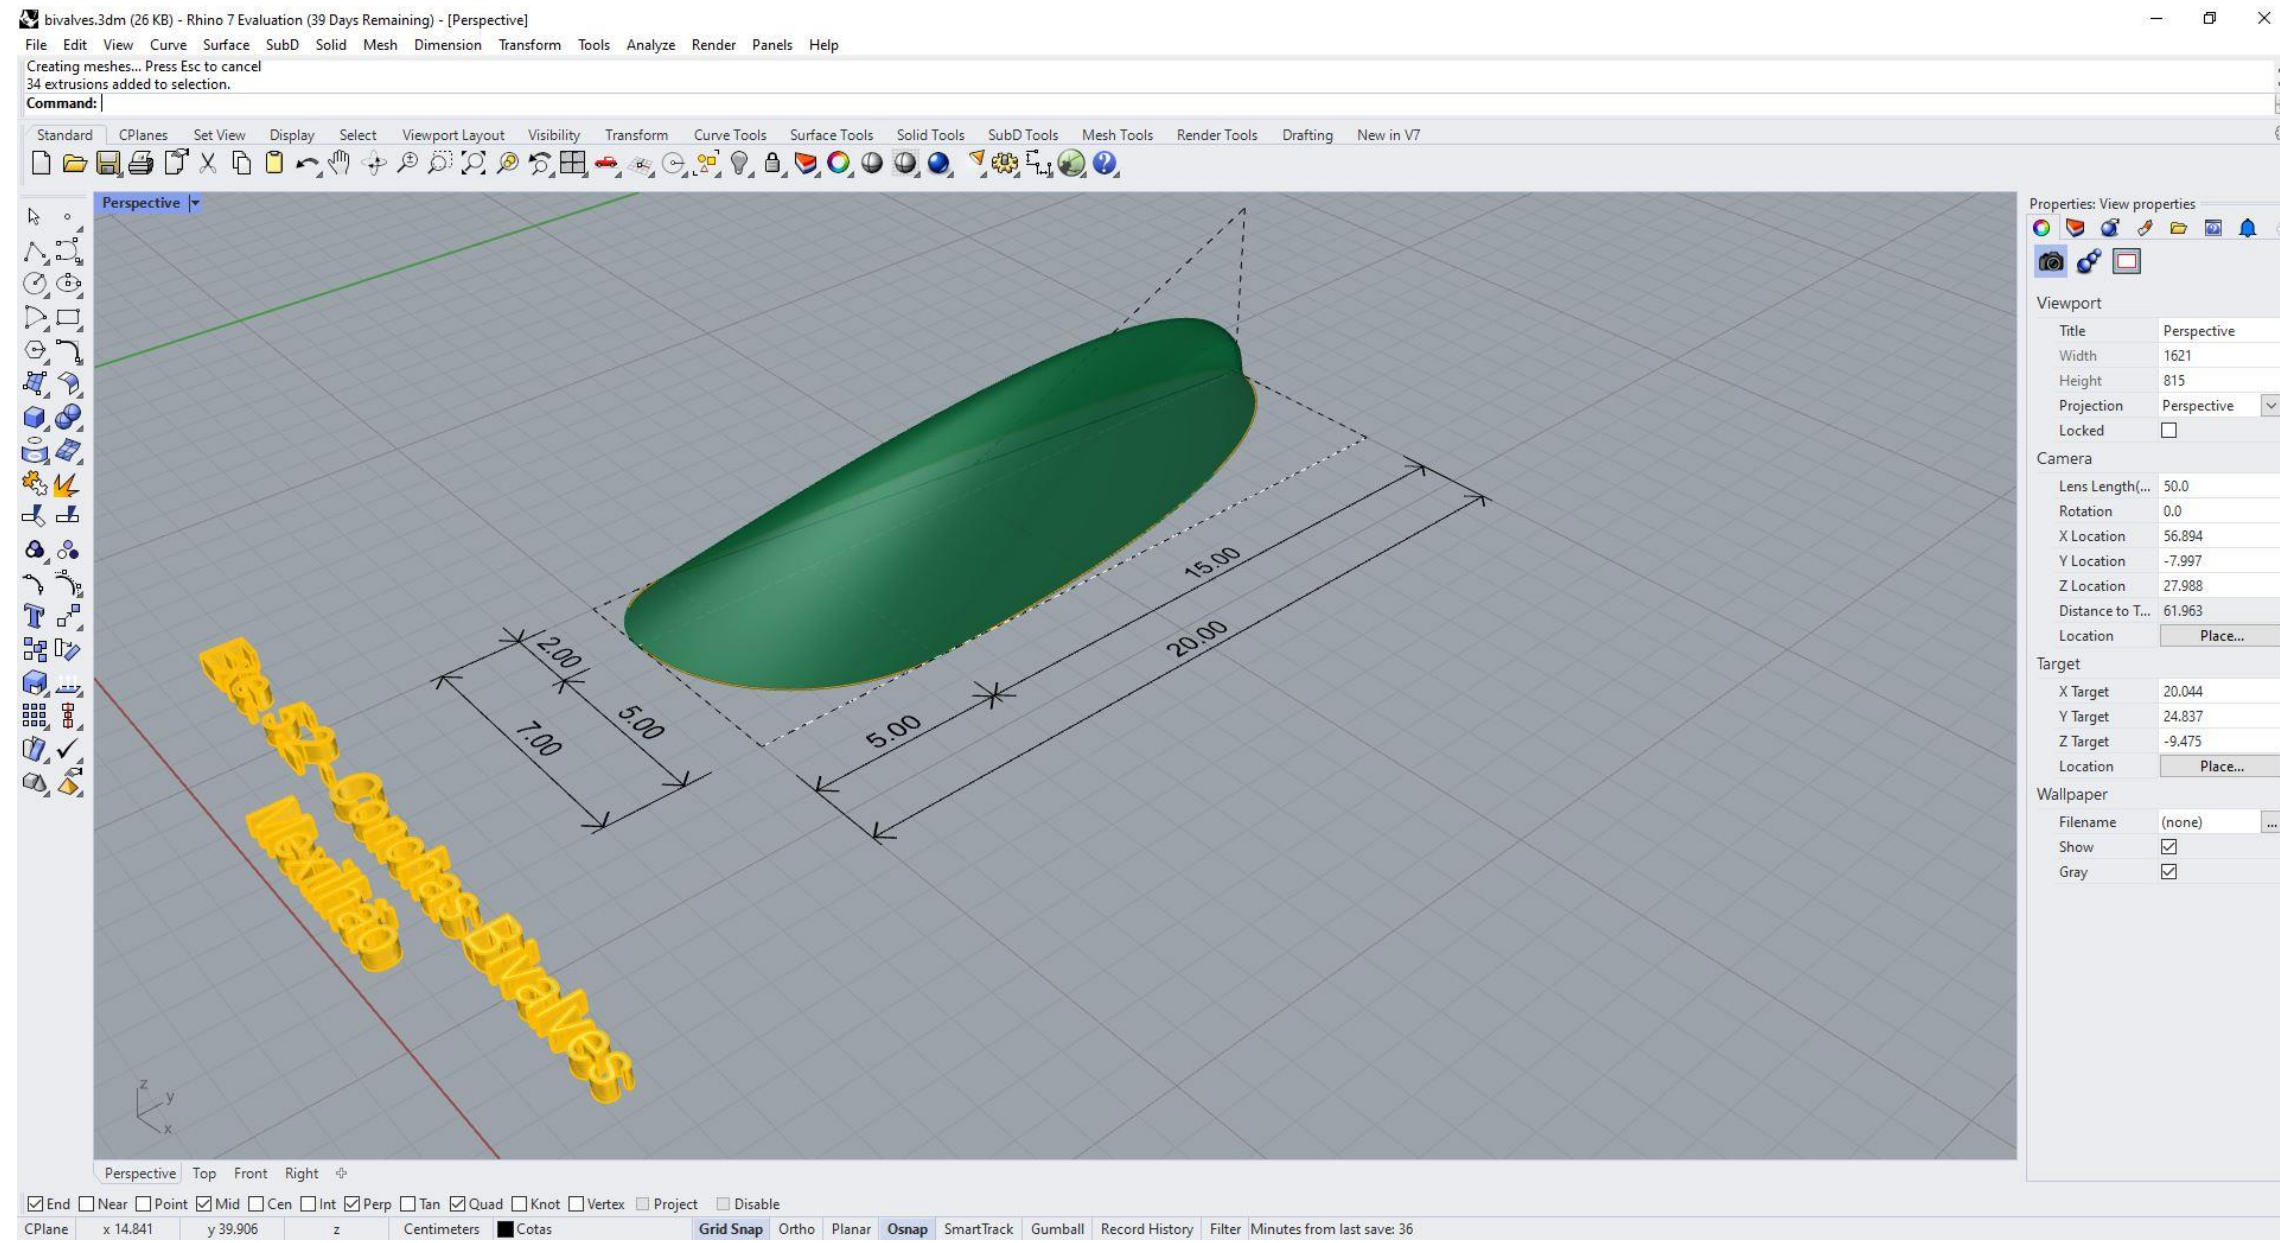 bivalves.3dm (26 KB) - Rhino 7 Evaluation (39 Days Remaining) - [Perspective]
File Edit View Curve Surface SubD Solid Mesh Dimension Transform Tools Analyze Render Panels Help
Creating meshes... Press Esc to cancel
34 extrusions added to selection.
Command:
Standard CPlanes Set View Display Select Viewport Layout Visibility Transform Curve Tools Surface Tools Solid Tools SubD Tools Mesh Tools Render Tools Drafting New in V7
Perspective
15.00
20.00
2.00
5.00
7.00
5.00
Conchas Bivalves
Mexilhão
z
y
x
Properties: View properties
Viewport
Title Perspective
Width 1621
Height 815
Projection Perspective
Locked
Camera
Lens Length(... 50.0
Rotation 0.0
X Location 56.894
Y Location -7.997
Z Location 27.988
Distance to T... 61.963
Location Place...
Target
X Target 20.044
Y Target 24.837
Z Target -9.475
Location Place...
Wallpaper
Filename (none) ...
Show
Gray
Perspective Top Front Right
End Near Point Mid Cen Int Perp Tan Quad Knot Vertex Project Disable
CPlane x 14.841 y 39.906 z Centimeters Cotas Grid Snap Ortho Planar Osnap SmartTrack Gumball Record History Filter Minutes from last save: 36